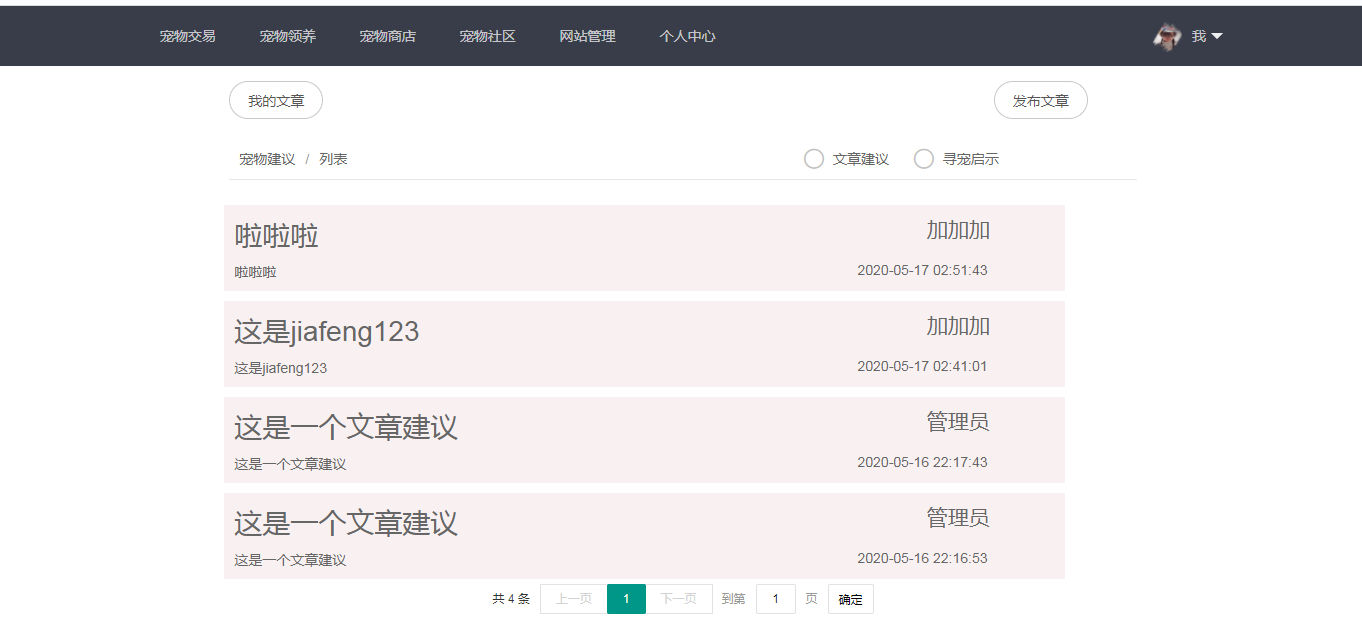 宠物交易 宠物领养 宠物商店 宠物社区 网站管理 个人中心 我
我的文章 发布文章
宠物建议 / 列表 文章建议 寻宠启示
啦啦啦 加加加
啦啦啦 2020-05-17 02:51:43
这是jiafeng123 加加加
这是jiafeng123 2020-05-17 02:41:01
这是一个文章建议 管理员
这是一个文章建议 2020-05-16 22:17:43
这是一个文章建议 管理员
这是一个文章建议 2020-05-16 22:16:53
共 4 条 上一页 1 下一页 到第 1 页 确定